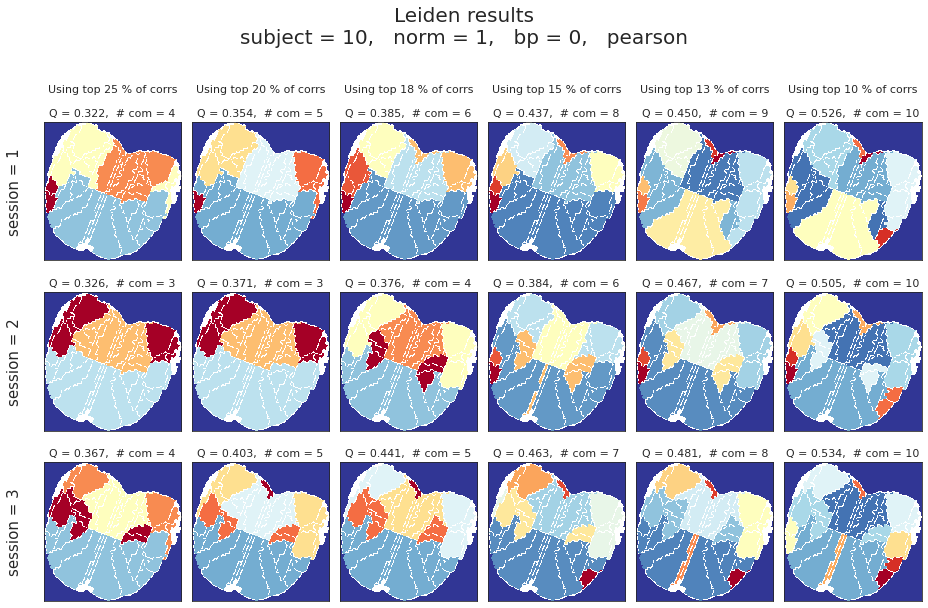 Leiden results
subject = 10,   norm = 1,   bp = 0,   pearson
Using top 25 % of corrs
Using top 20 % of corrs
Using top 18 % of corrs
Using top 15 % of corrs
Using top 13 % of corrs
Using top 10 % of corrs
session = 1
Q = 0.322,  # com = 4
Q = 0.354,  # com = 5
Q = 0.385,  # com = 6
Q = 0.437,  # com = 8
Q = 0.450,  # com = 9
Q = 0.526,  # com = 10
session = 2
Q = 0.326,  # com = 3
Q = 0.371,  # com = 3
Q = 0.376,  # com = 4
Q = 0.384,  # com = 6
Q = 0.467,  # com = 7
Q = 0.505,  # com = 10
session = 3
Q = 0.367,  # com = 4
Q = 0.403,  # com = 5
Q = 0.441,  # com = 5
Q = 0.463,  # com = 7
Q = 0.481,  # com = 8
Q = 0.534,  # com = 10